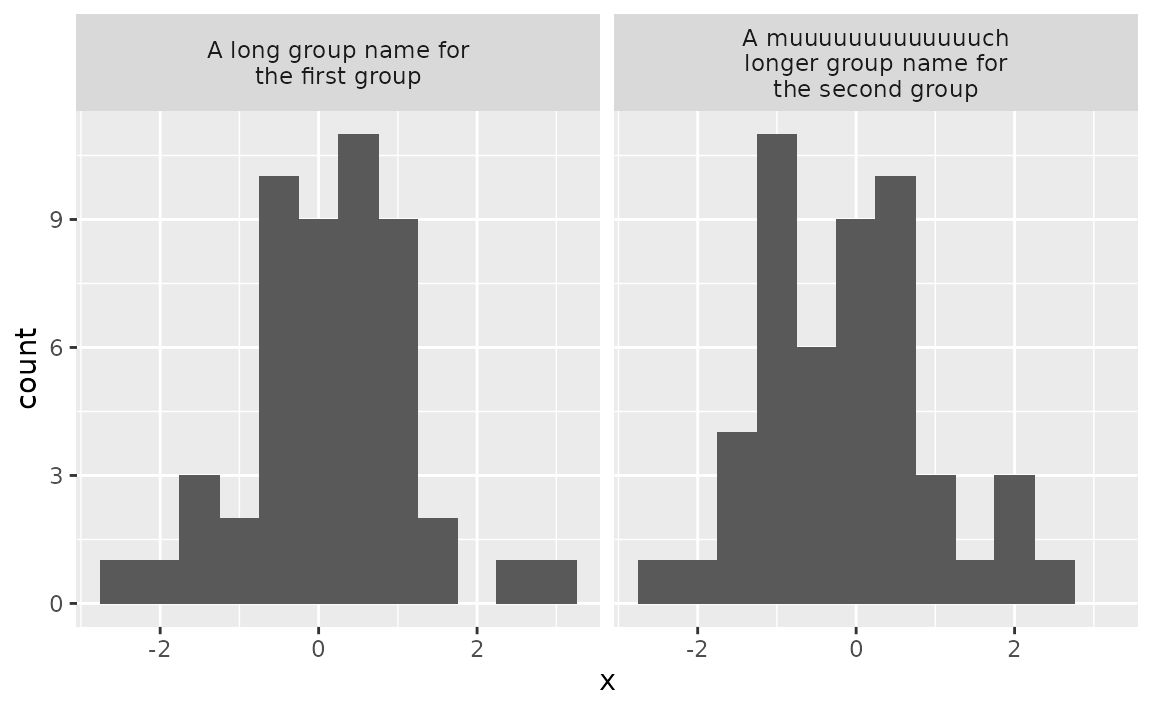 A long group name for
the first group
A muuuuuuuuuuuuuch
longer group name for
the second group
count
9
6
3
0
-2 0 2
-2 0 2
x